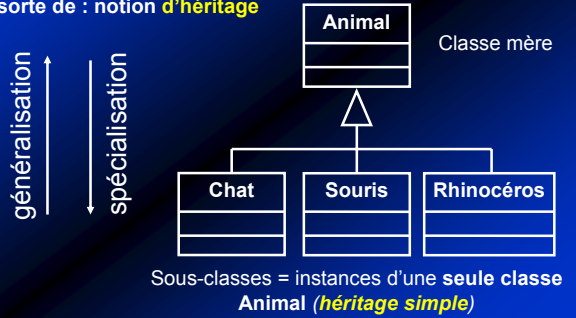 sorte de : notion d'héritage
Animal
Classe mère
généralisation
spécialisation
Chat
Souris
Rhinocéros
Sous-classes = instances d'une seule classe
Animal (héritage simple)